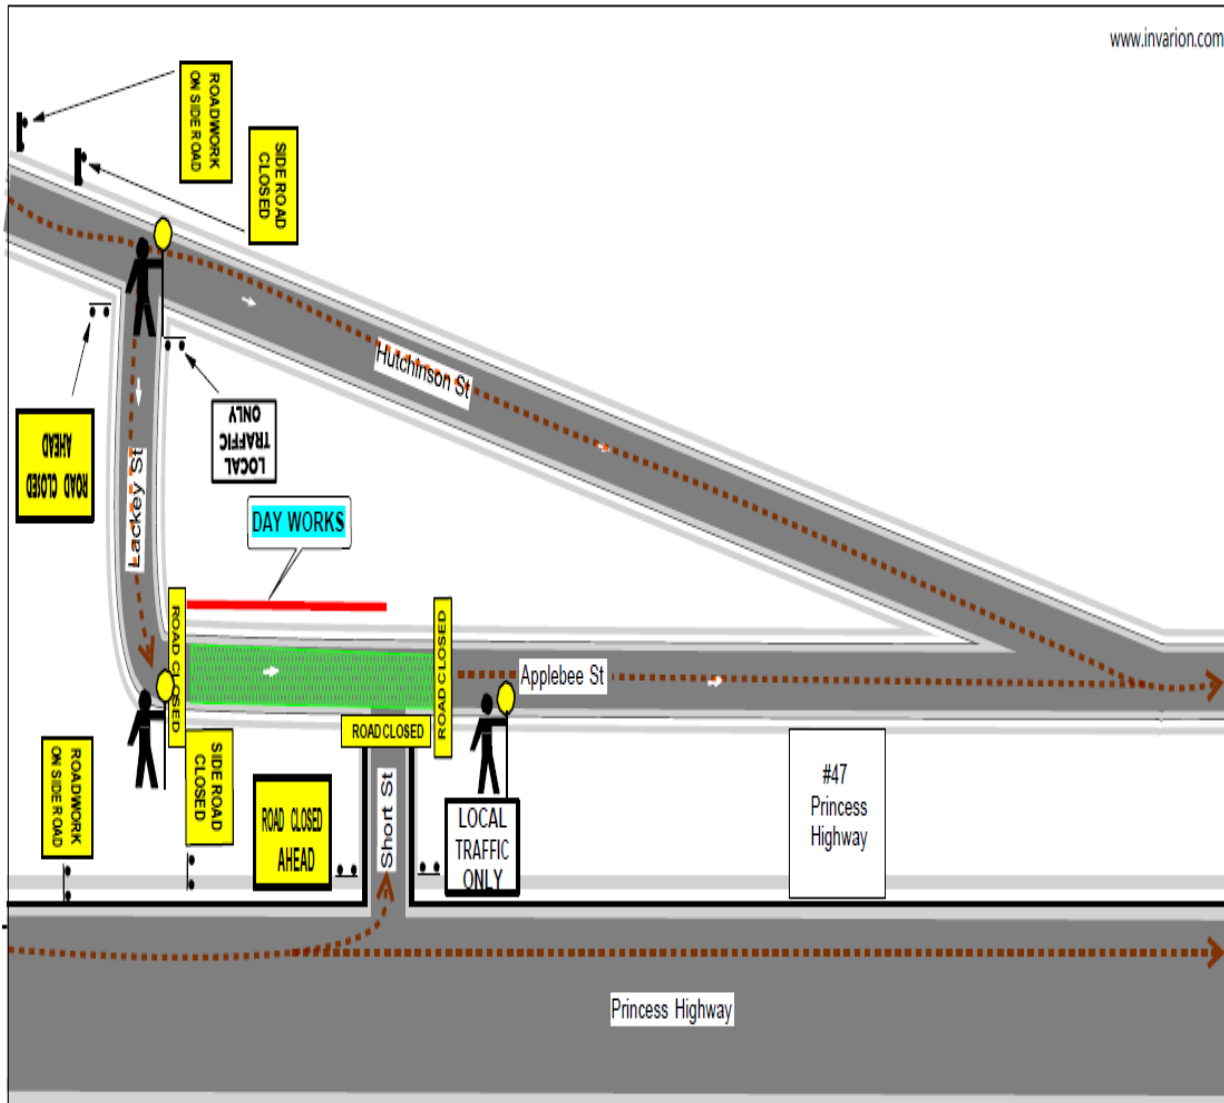 www.invarion.com
ROADWORK
ON SIDE ROAD
SIDE ROAD
CLOSED
Hutchinson St
ROAD CLOSED
AHEAD
LOCAL
TRAFFIC
ONLY
Lackey St
DAY WORKS
ROAD CLOSED
ROAD CLOSED
Applebee St
ROAD CLOSED
ROADWORK
ON SIDE ROAD
SIDE ROAD
CLOSED
ROAD CLOSED
AHEAD
Short St
LOCAL
TRAFFIC
ONLY
#47
Princess
Highway
Princess Highway